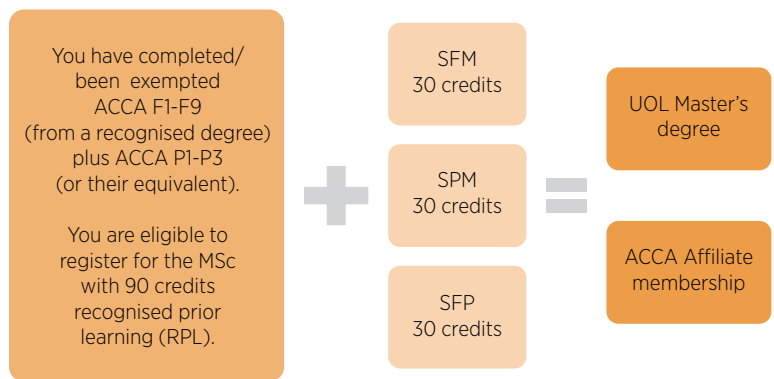 You have completed/
been exempted
ACCA F1-F9
(from a recognised degree)
plus ACCA P1-P3
(or their equivalent).
You are eligible to
register for the MSc
with 90 credits
recognised prior
learning (RPL).
SFM
30 credits
SPM
30 credits
SFP
30 credits
UOL Master’s
degree
ACCA Affiliate
membership